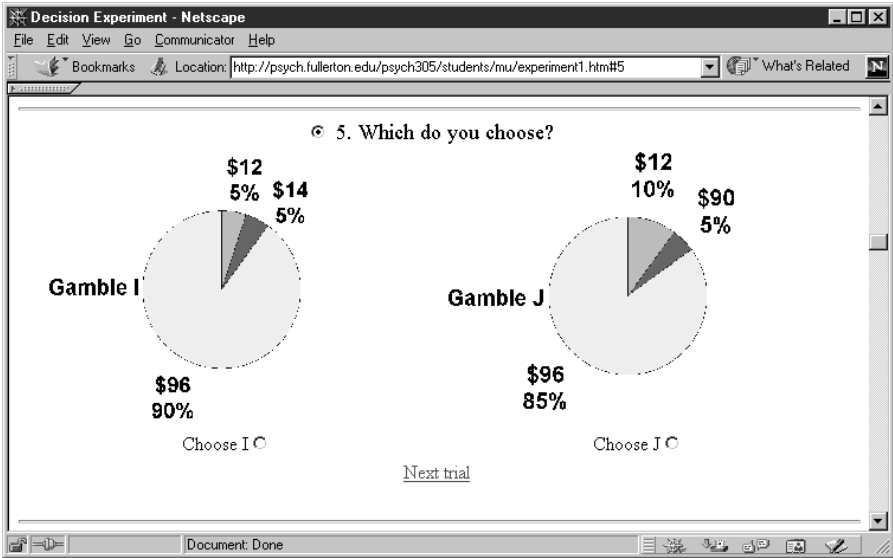 Decision Experiment - Netscape
File Edit View Go Communicator Help
Bookmarks Location: http://psych.fullerton.edu/psych305/students/mu/experiment1.htm#5 What's Related N
5. Which do you choose?
$12
5%
$14
5%
Gamble I
$96
90%
$12
10%
$90
5%
Gamble J
$96
85%
Choose I Choose J
Next trial
Document: Done